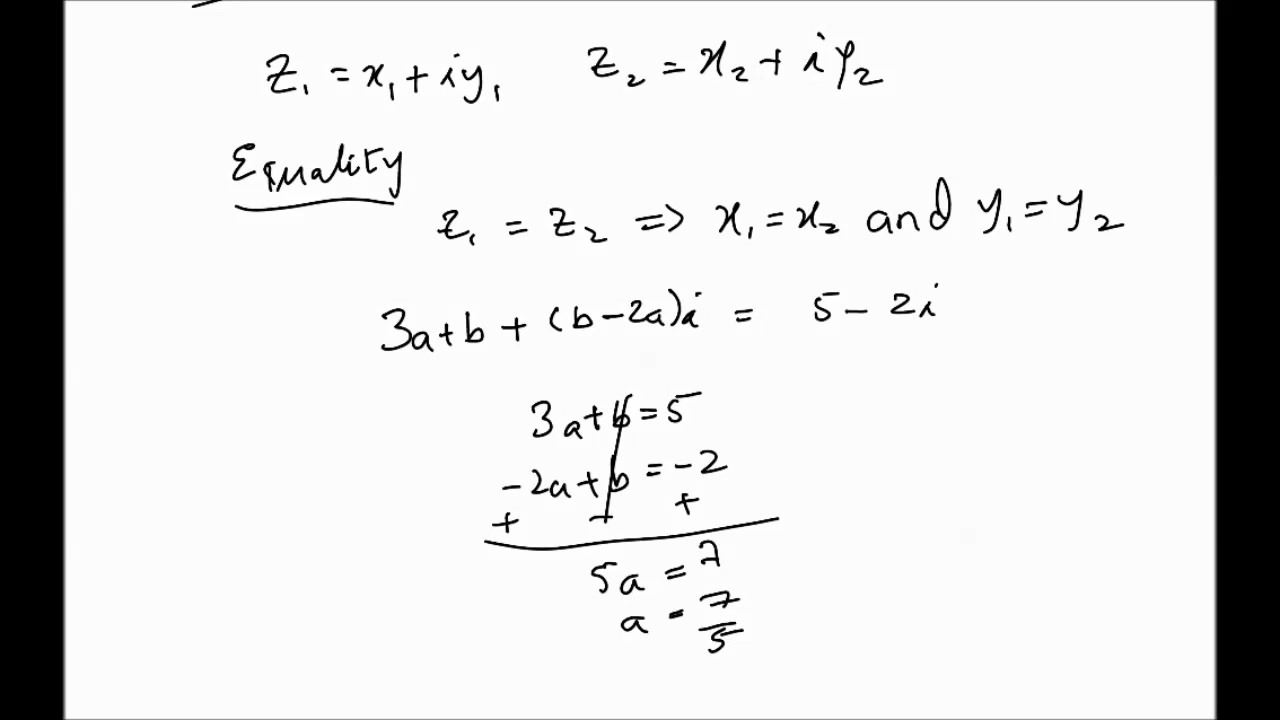 z₁ = x₁ + iy₁   z₂ = x₂ + iy₂
Equality
z₁ = z₂ => x₁ = x₂ and y₁ = y₂
3a + b + (b - 2a)i = 5 - 2i
3a + b = 5
-2a + b = -2
+ - +
5a = 7
a = 7/5